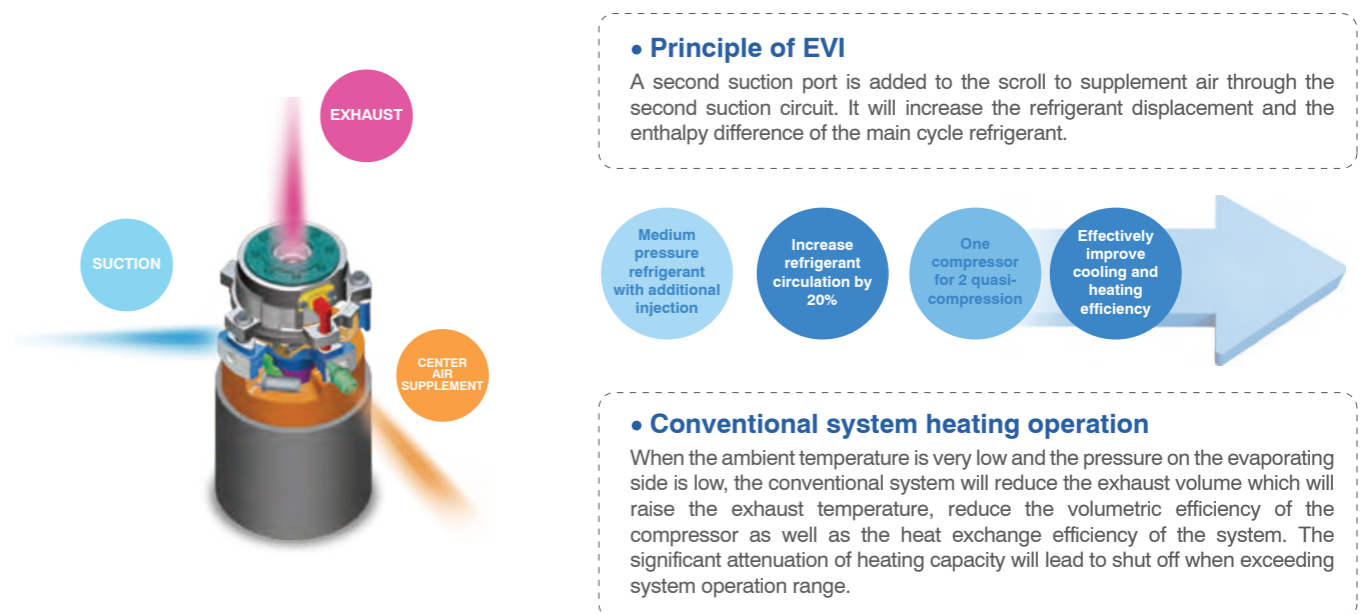 EXHAUST
SUCTION
CENTER
AIR
SUPPLEMENT
• Principle of EVI
A second suction port is added to the scroll to supplement air through the
second suction circuit. It will increase the refrigerant displacement and the
enthalpy difference of the main cycle refrigerant.
Medium
pressure
refrigerant
with additional
injection
Increase
refrigerant
circulation by
20%
One
compressor
for 2 quasi-
compression
Effectively
improve
cooling and
heating
efficiency
• Conventional system heating operation
When the ambient temperature is very low and the pressure on the evaporating
side is low, the conventional system will reduce the exhaust volume which will
raise the exhaust temperature, reduce the volumetric efficiency of the
compressor as well as the heat exchange efficiency of the system. The
significant attenuation of heating capacity will lead to shut off when exceeding
system operation range.